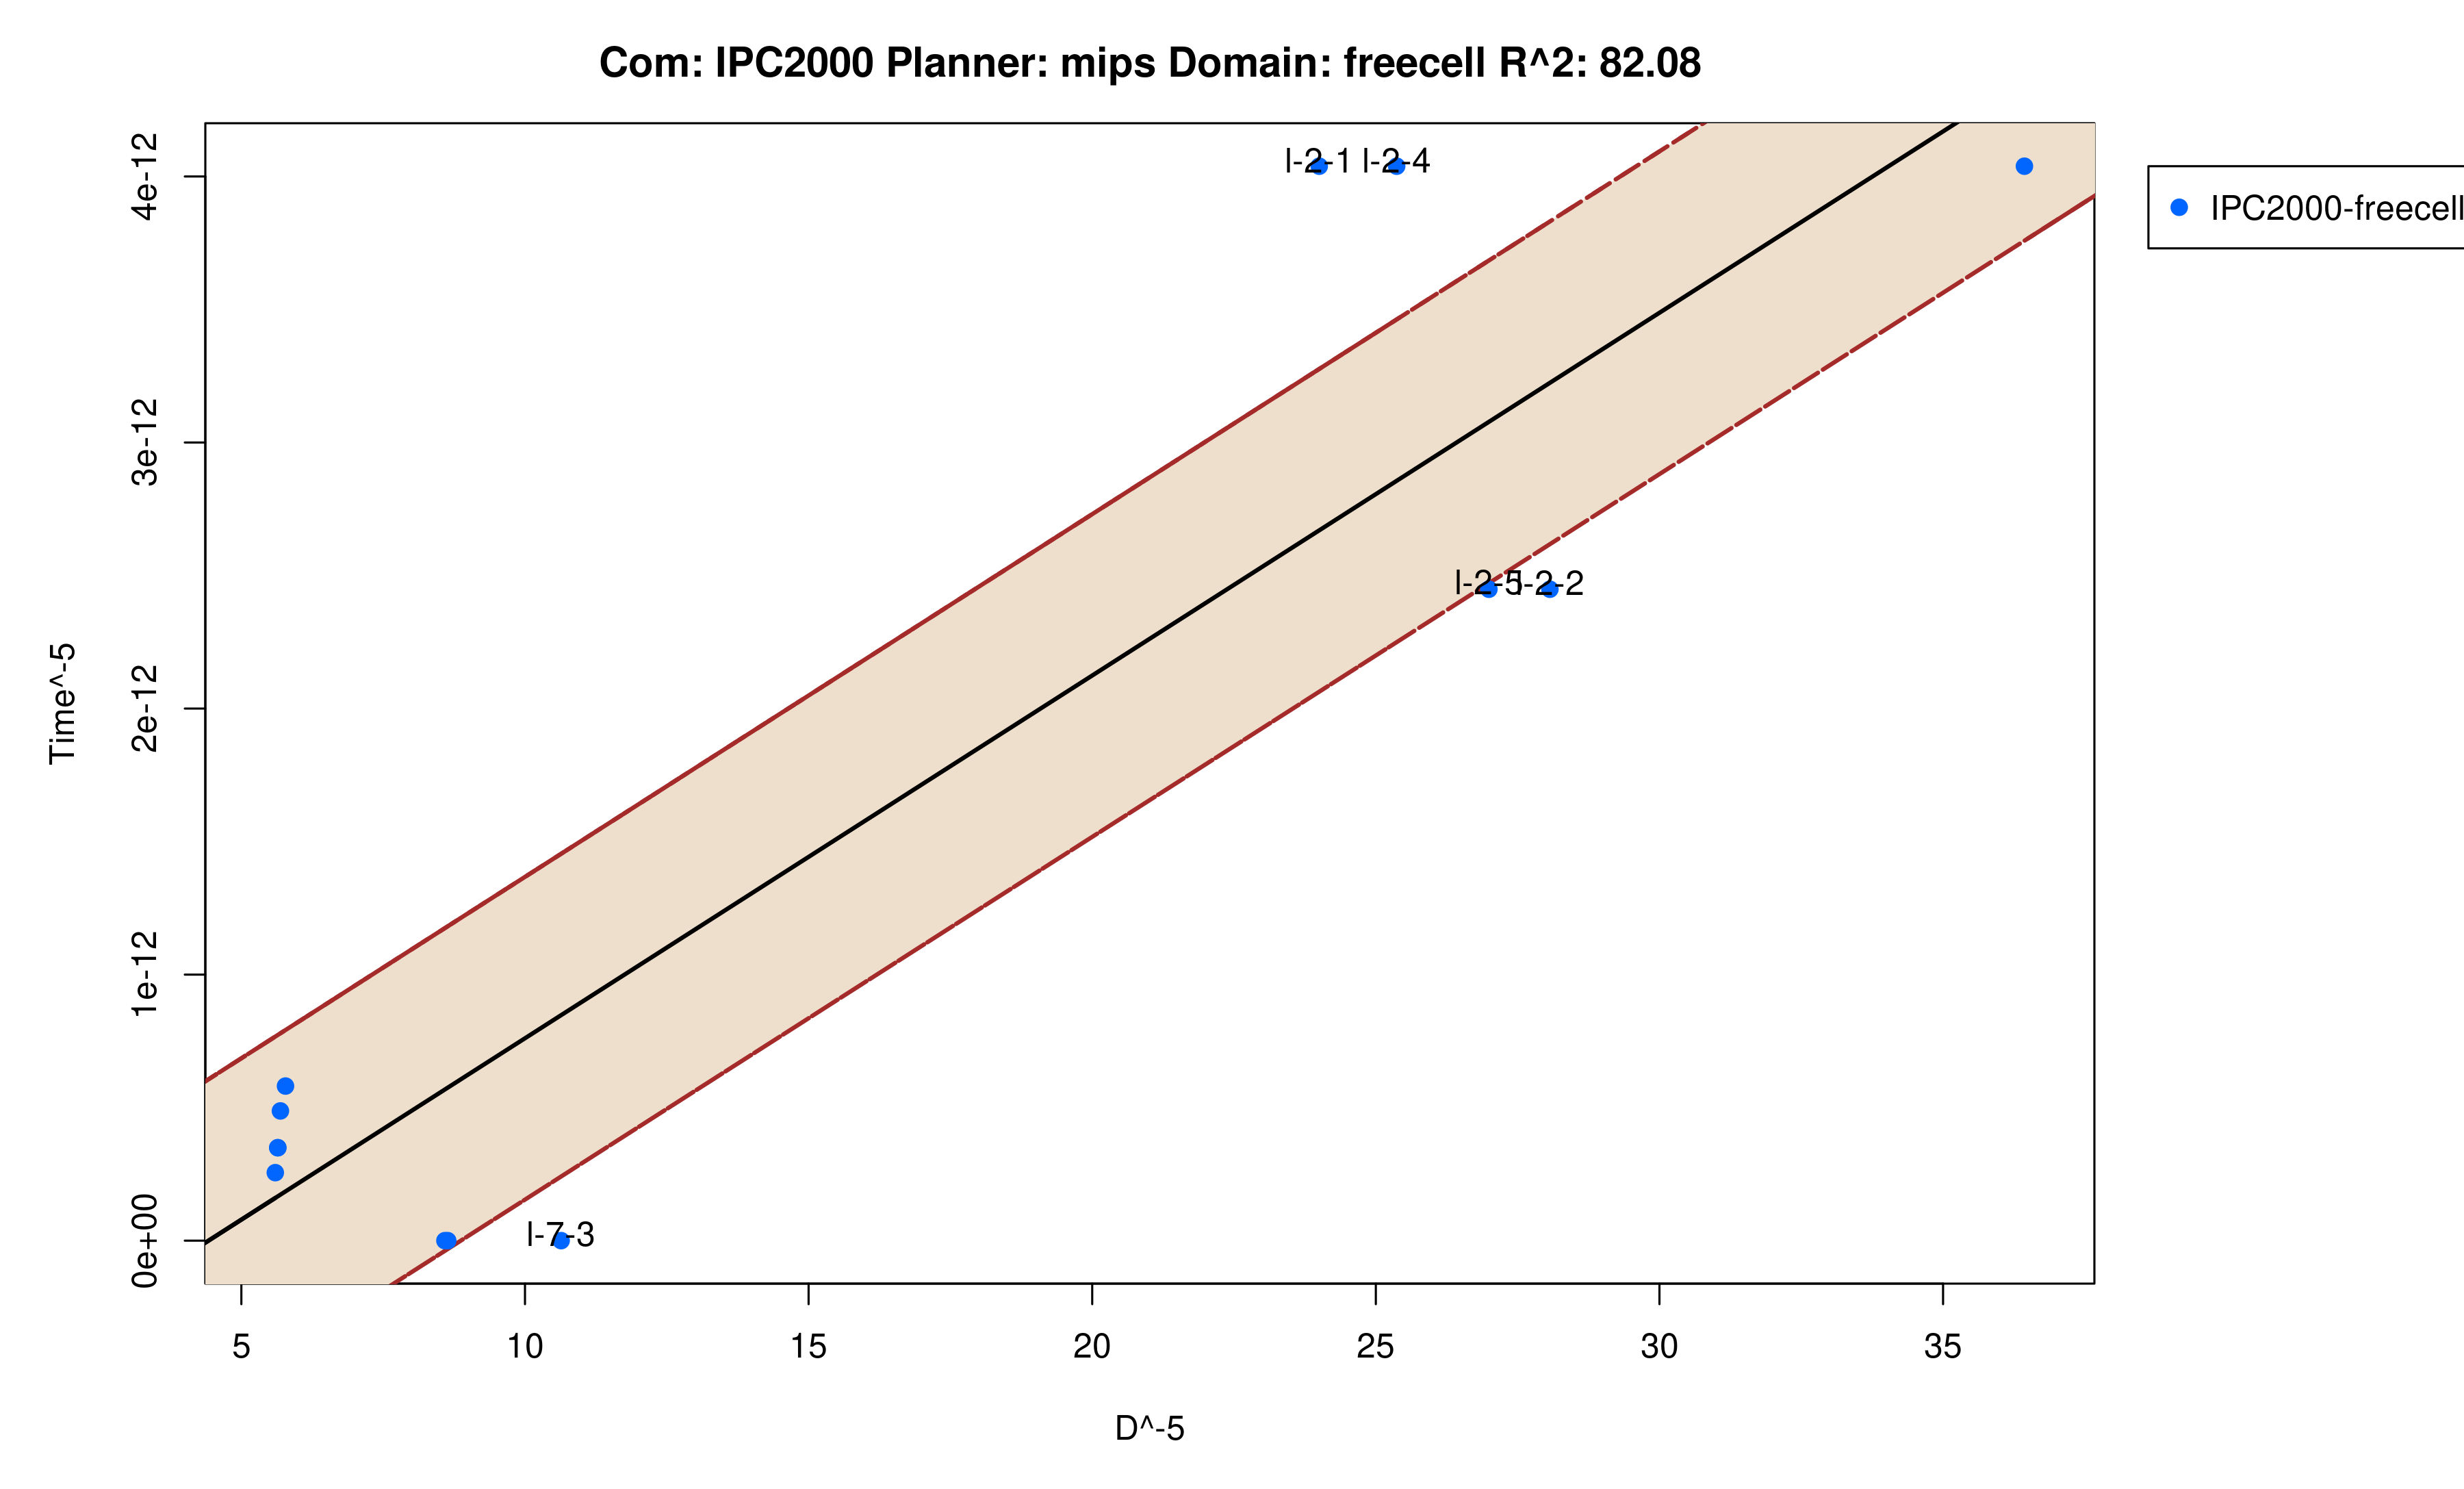 Com: IPC2000 Planner: mips Domain: freecell R^2: 82.08
4e-12
3e-12
2e-12
1e-12
0e+00
Time^-5
l-2-1
l-2-4
l-2-5
l-2-2
l-7-3
IPC2000-freecell
5
10
15
20
25
30
35
D^-5